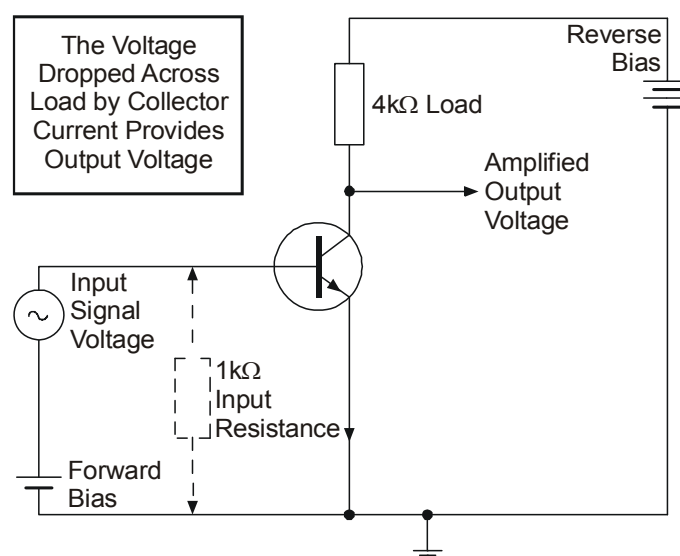 The Voltage
Dropped Across
Load by Collector
Current Provides
Output Voltage
Reverse
Bias
4kΩ Load
Amplified
Output
Voltage
Input
Signal
Voltage
1kΩ
Input
Resistance
Forward
Bias